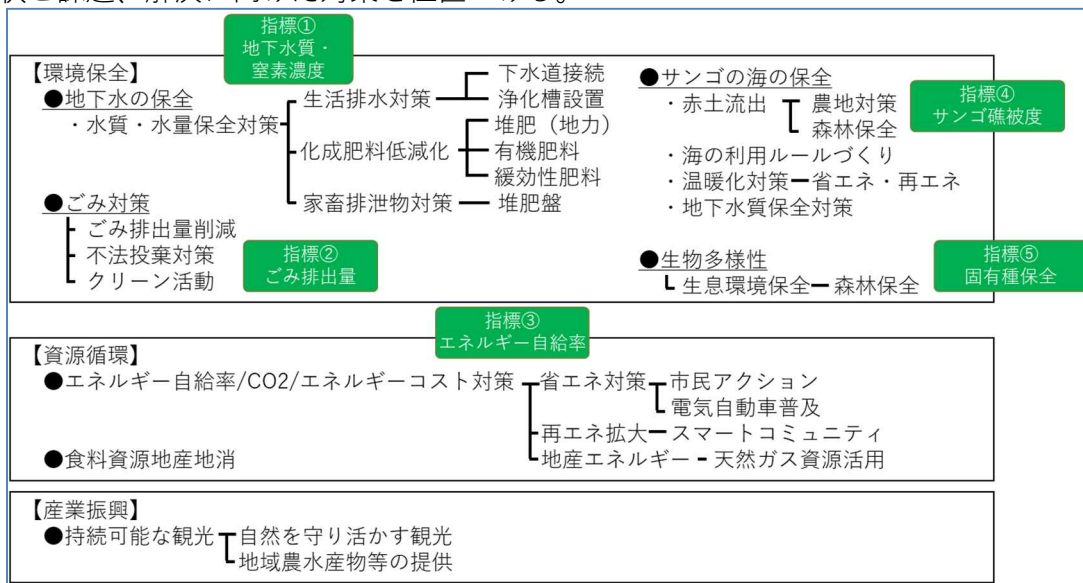 指標①
地下水質・
窒素濃度
【環境保全】
●地下水の保全
・水質・水量保全対策
生活排水対策
下水道接続
浄化槽設置
化成肥料低減化
堆肥（地力）
有機肥料
緩効性肥料
家畜排泄物対策
堆肥盤
●ごみ対策
ごみ排出量削減
不法投棄対策
クリーン活動
指標②
ごみ排出量
●サンゴの海の保全
・赤土流出
農地対策
森林保全
・海の利用ルールづくり
・温暖化対策
省エネ・再エネ
・地下水質保全対策
指標④
サンゴ礁被度
●生物多様性
生息環境保全
森林保全
指標⑤
固有種保全
指標③
エネルギー自給率
【資源循環】
●エネルギー自給率/CO2/エネルギーコスト対策
省エネ対策
市民アクション
電気自動車普及
再エネ拡大
スマートコミュニティ
地産エネルギー
天然ガス資源活用
●食料資源地産地消
【産業振興】
●持続可能な観光
自然を守り活かす観光
地域農水産物等の提供